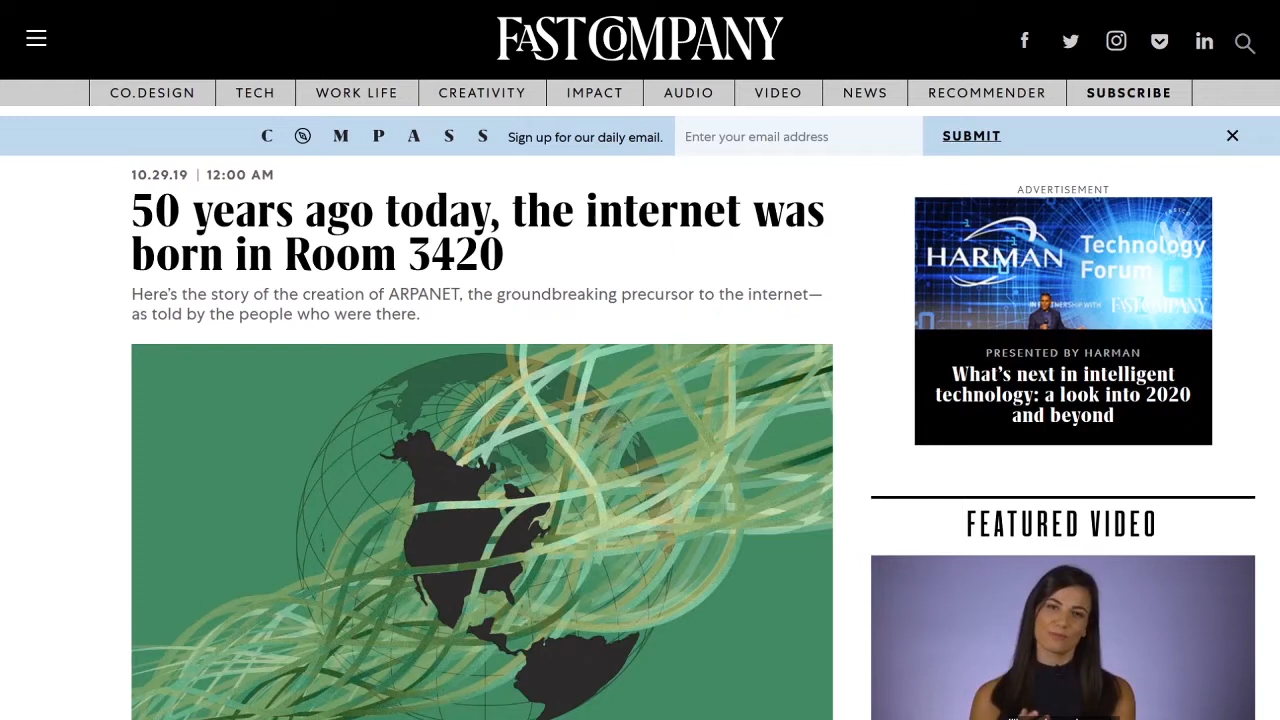 FAST COMPANY
CO.DESIGN
TECH
WORK LIFE
CREATIVITY
IMPACT
AUDIO
VIDEO
NEWS
RECOMMENDER
SUBSCRIBE
COMPASS
Sign up for our daily email.
Enter your email address
SUBMIT
10.29.19 | 12:00 AM
50 years ago today, the internet was
born in Room 3420
Here's the story of the creation of ARPANET, the groundbreaking precursor to the internet—
as told by the people who were there.
ADVERTISEMENT
HARMAN
Technology
Forum
IN PARTNERSHIP WITH
FAST COMPANY
PRESENTED BY HARMAN
What's next in intelligent
technology: a look into 2020
and beyond
FEATURED VIDEO